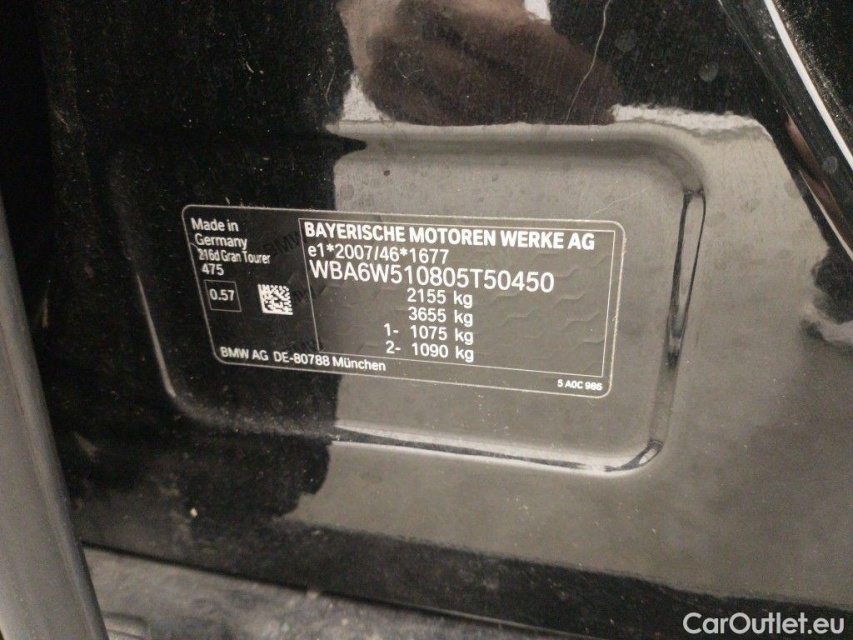 Made in
Germany
216d Gran Tourer
475
0.57
BAYERISCHE MOTOREN WERKE AG
e1*2007/46*1677
WBA6W510805T50450
2155 kg
3655 kg
1- 1075 kg
2- 1090 kg
BMW AG DE-80788 München
5 A0C 986
CarOutlet.eu